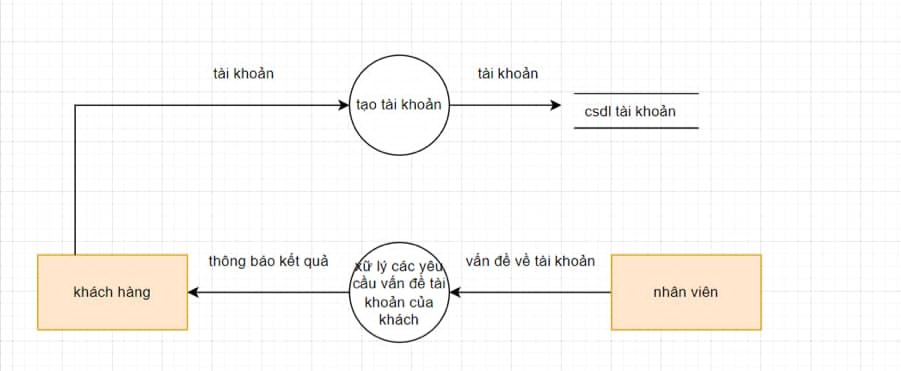 tài khoản
tài khoản
tạo tài khoản
csdl tài khoản
thông báo kết quả
vấn đề về tài khoản
xữ lý các yêu
cầu vấn đề tài
khoản của
khách
khách hàng
nhân viên